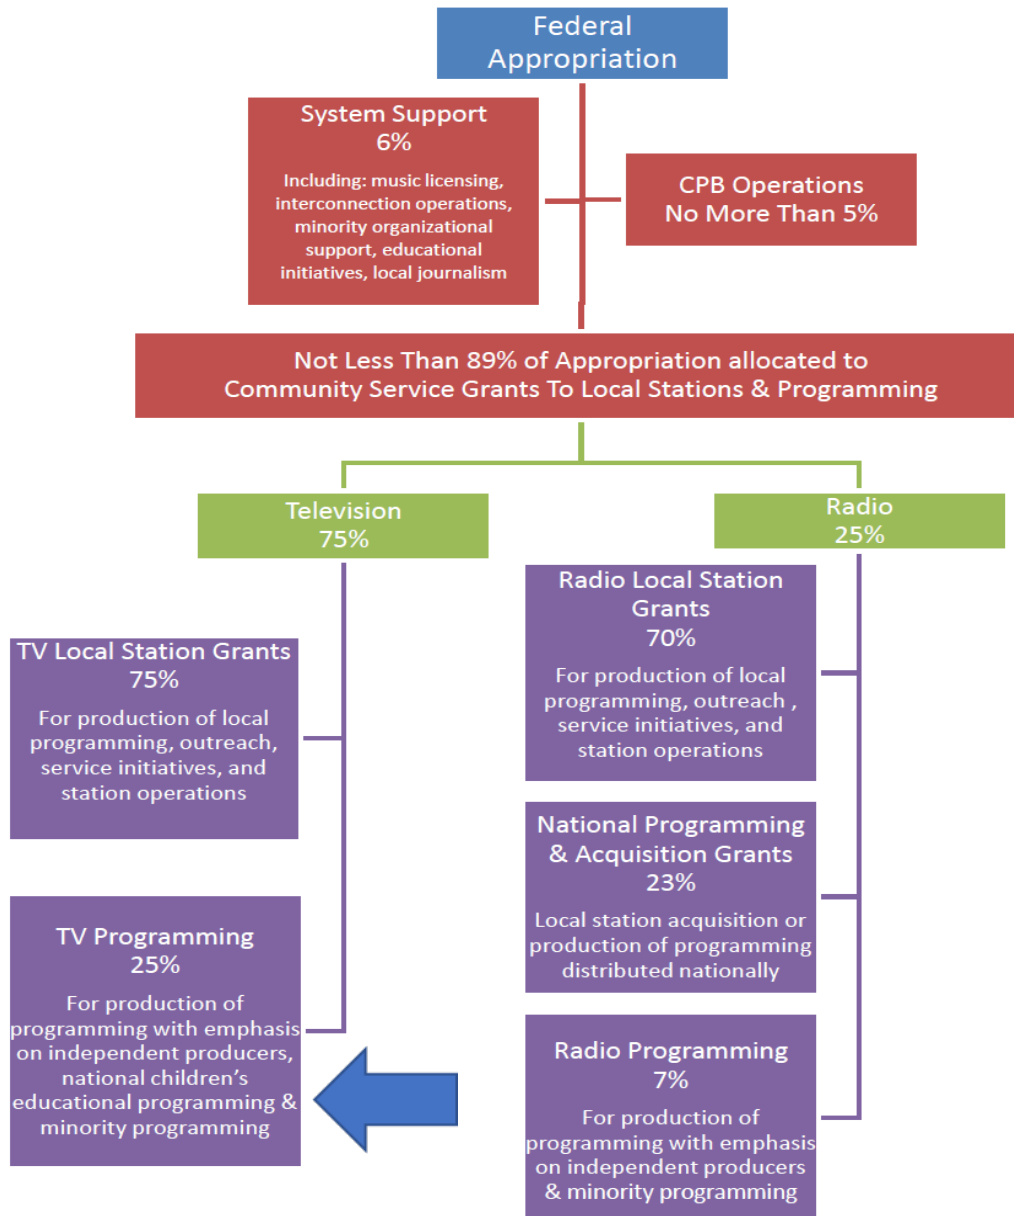 Federal
Appropriation
System Support
6%
Including: music licensing,
interconnection operations,
minority organizational
support, educational
initiatives, local journalism
CPB Operations
No More Than 5%
Not Less Than 89% of Appropriation allocated to
Community Service Grants To Local Stations & Programming
Television
75%
Radio
25%
TV Local Station Grants
75%
For production of local
programming, outreach,
service initiatives, and
station operations
TV Programming
25%
For production of
programming with emphasis
on independent producers,
national children’s
educational programming &
minority programming
Radio Local Station
Grants
70%
For production of local
programming, outreach ,
service initiatives, and
station operations
National Programming
& Acquisition Grants
23%
Local station acquisition or
production of programming
distributed nationally
Radio Programming
7%
For production of
programming with emphasis
on independent producers
& minority programming